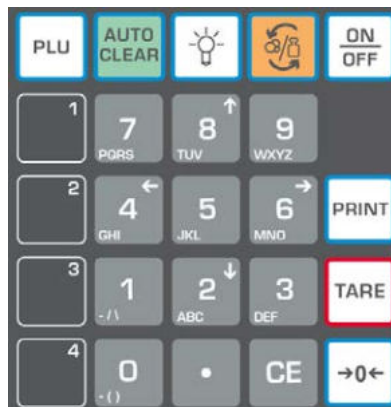 PLU
AUTO
CLEAR
ON
OFF
1
7
PQRS
8
TUV
9
WXYZ
2
4
GHI
5
JKL
6
MNO
PRINT
3
1
-/\
2
ABC
3
DEF
TARE
4
0
-()
.
CE
→0←